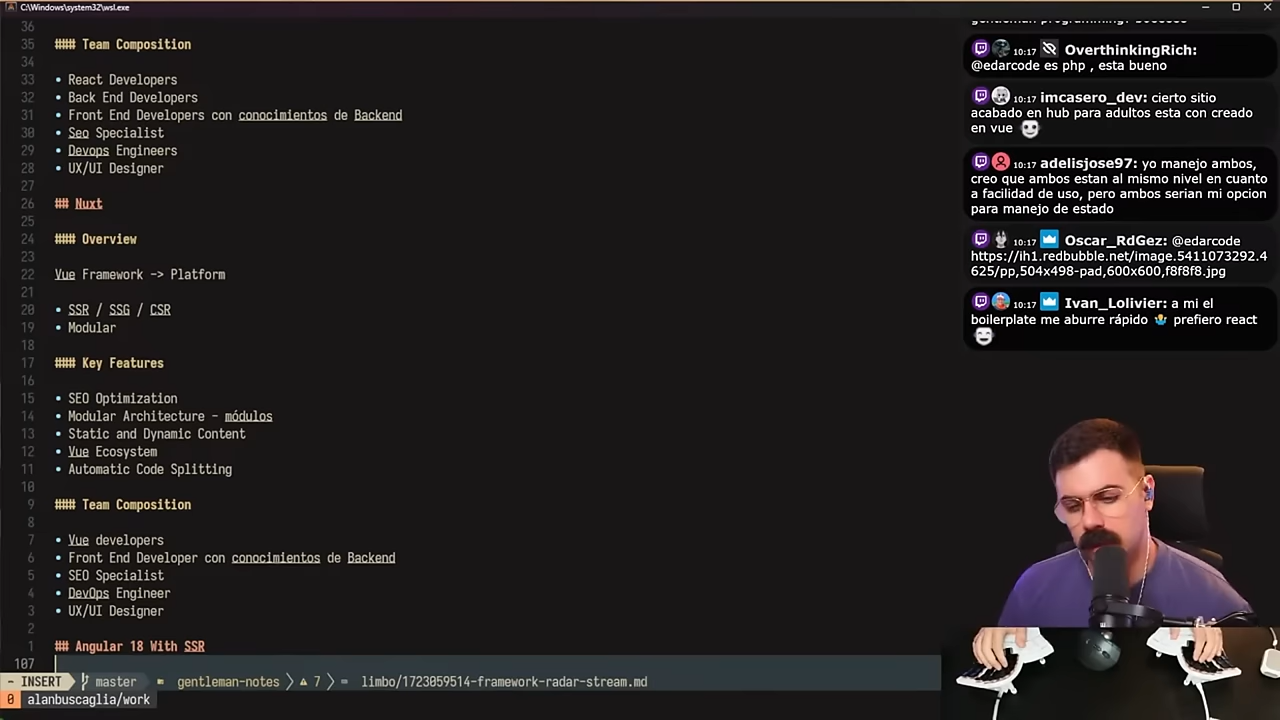 C:\Windows\system32\wsl.exe
36
35 ### Team Composition
34
33 • React Developers
32 • Back End Developers
31 • Front End Developers con conocimientos de Backend
30 • Seo Specialist
29 • Devops Engineers
28 • UX/UI Designer
27
26 ## Nuxt
25
24 ### Overview
23
22 Vue Framework -> Platform
21
20 • SSR / SSG / CSR
19 • Modular
18
17 ### Key Features
16
15 • SEO Optimization
14 • Modular Architecture - módulos
13 • Static and Dynamic Content
12 • Vue Ecosystem
11 • Automatic Code Splitting
10
9 ### Team Composition
8
7 • Vue developers
6 • Front End Developer con conocimientos de Backend
5 • SEO Specialist
4 • DevOps Engineer
3 • UX/UI Designer
2
1 ## Angular 18 With SSR
107
- INSERT master gentleman-notes 7 limbo/1723059514-framework-radar-stream.md
0 alanbuscaglia/work
10:17 OverthinkingRich:
@edarcode es php , esta bueno
10:17 imcasero_dev: cierto sitio
acabado en hub para adultos esta con creado
en vue
10:17 adelisjose97: yo manejo ambos,
creo que ambos estan al mismo nivel en cuanto
a facilidad de uso, pero ambos serian mi opcion
para manejo de estado
10:17 Oscar_RdGez: @edarcode
https://ih1.redbubble.net/image.5411073292.4
625/pp,504x498-pad,600x600,f8f8f8.jpg
10:17 Ivan_Lolivier: a mi el
boilerplate me aburre rápido 🤷 prefiero react